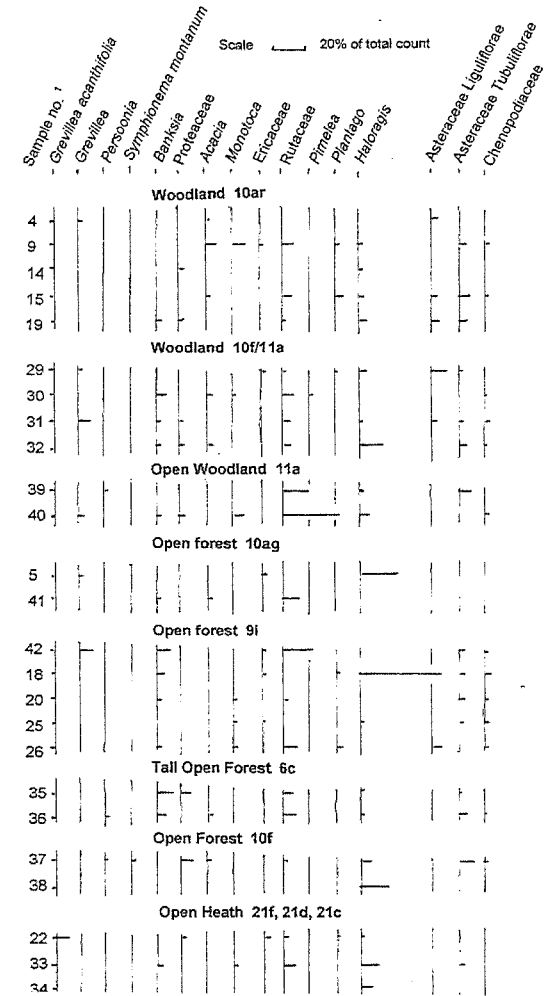 Scale 20% of total count
Sample no. 1
Grevillea acanthifolia
Grevillea
Persoonia
Symphionema montanum
Banksia
Proteaceae
Acacia
Monotoca
Ericaceae
Rutaceae
Pimelea
Plantago
Haloragis
Asteraceae Liguliflorae
Asteraceae Tubuliflorae
Chenopodiaceae
Woodland 10ar
4
9
14
15
19
Woodland 10f/11a
29
30
31
32
Open Woodland 11a
39
40
Open forest 10ag
5
41
Open forest 9i
42
18
20
25
26
Tall Open Forest 6c
35
36
Open Forest 10f
37
38
Open Heath 21f, 21d, 21c
22
33
34